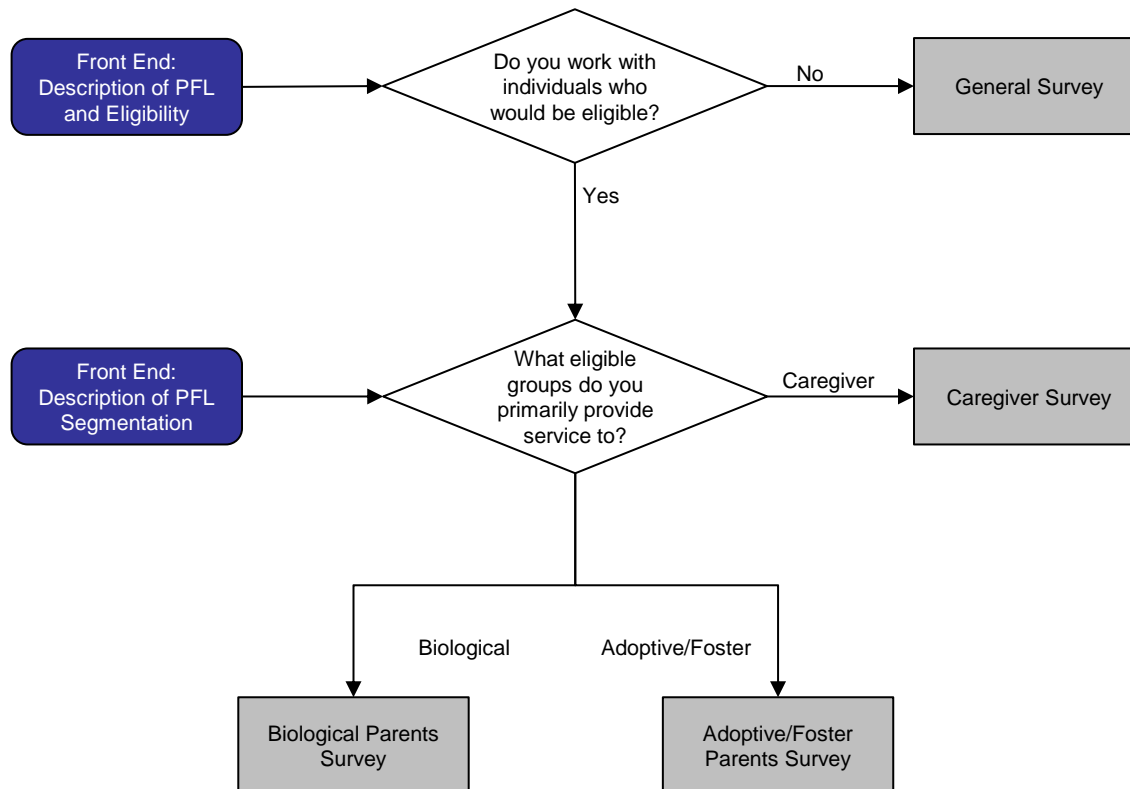 Front End:
Description of PFL
and Eligibility
Do you work with
individuals who
would be eligible?
No
General Survey
Yes
Front End:
Description of PFL
Segmentation
What eligible
groups do you
primarily provide
service to?
Caregiver
Caregiver Survey
Biological
Adoptive/Foster
Biological Parents
Survey
Adoptive/Foster
Parents Survey